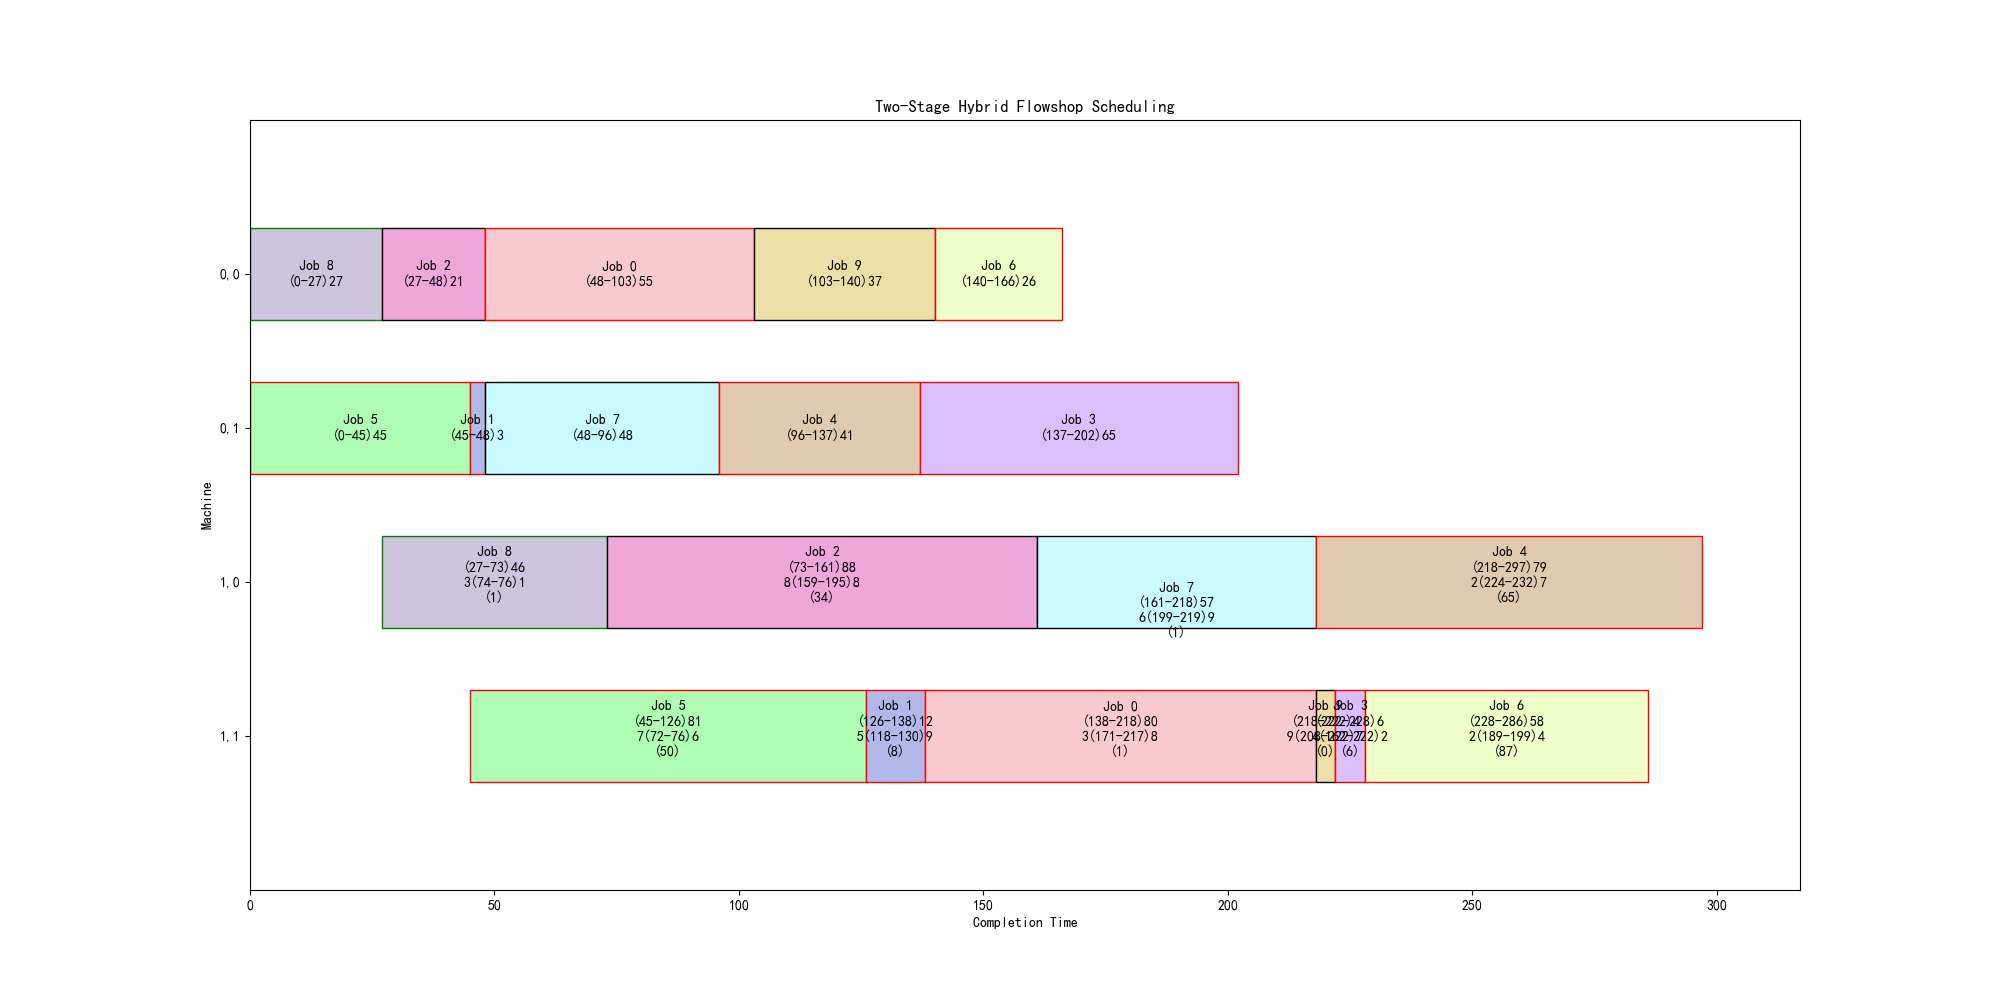 Two-Stage Hybrid Flowshop Scheduling
Machine
0,0
Job 8
(0-27)27
Job 2
(27-48)21
Job 0
(48-103)55
Job 9
(103-140)37
Job 6
(140-166)26
0,1
Job 5
(0-45)45
Job 1
(45-48)3
Job 7
(48-96)48
Job 4
(96-137)41
Job 3
(137-202)65
1,0
Job 8
(27-73)46
3(74-76)1
(1)
Job 2
(73-161)88
8(159-195)8
(34)
Job 7
(161-218)57
6(199-219)9
(1)
Job 4
(218-297)79
2(224-232)7
(65)
1,1
Job 5
(45-126)81
7(72-76)6
(50)
Job 1
(126-138)12
5(118-130)9
(8)
Job 0
(138-218)80
3(171-217)8
(1)
Job 9
(218-222)4
(0)
Job 3
(222-228)6
(6)
Job 6
(228-286)58
2(189-199)4
(87)
0
50
100
150
200
250
300
Completion Time